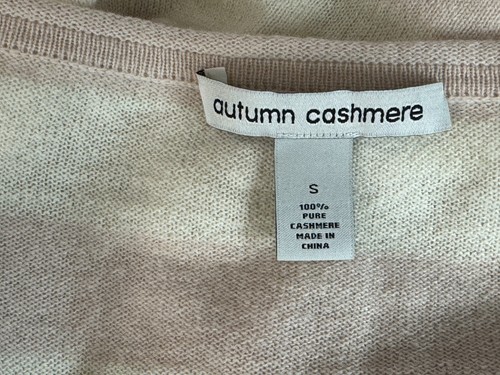 autumn cashmere
S
100%
PURE
CASHMERE
MADE IN
CHINA